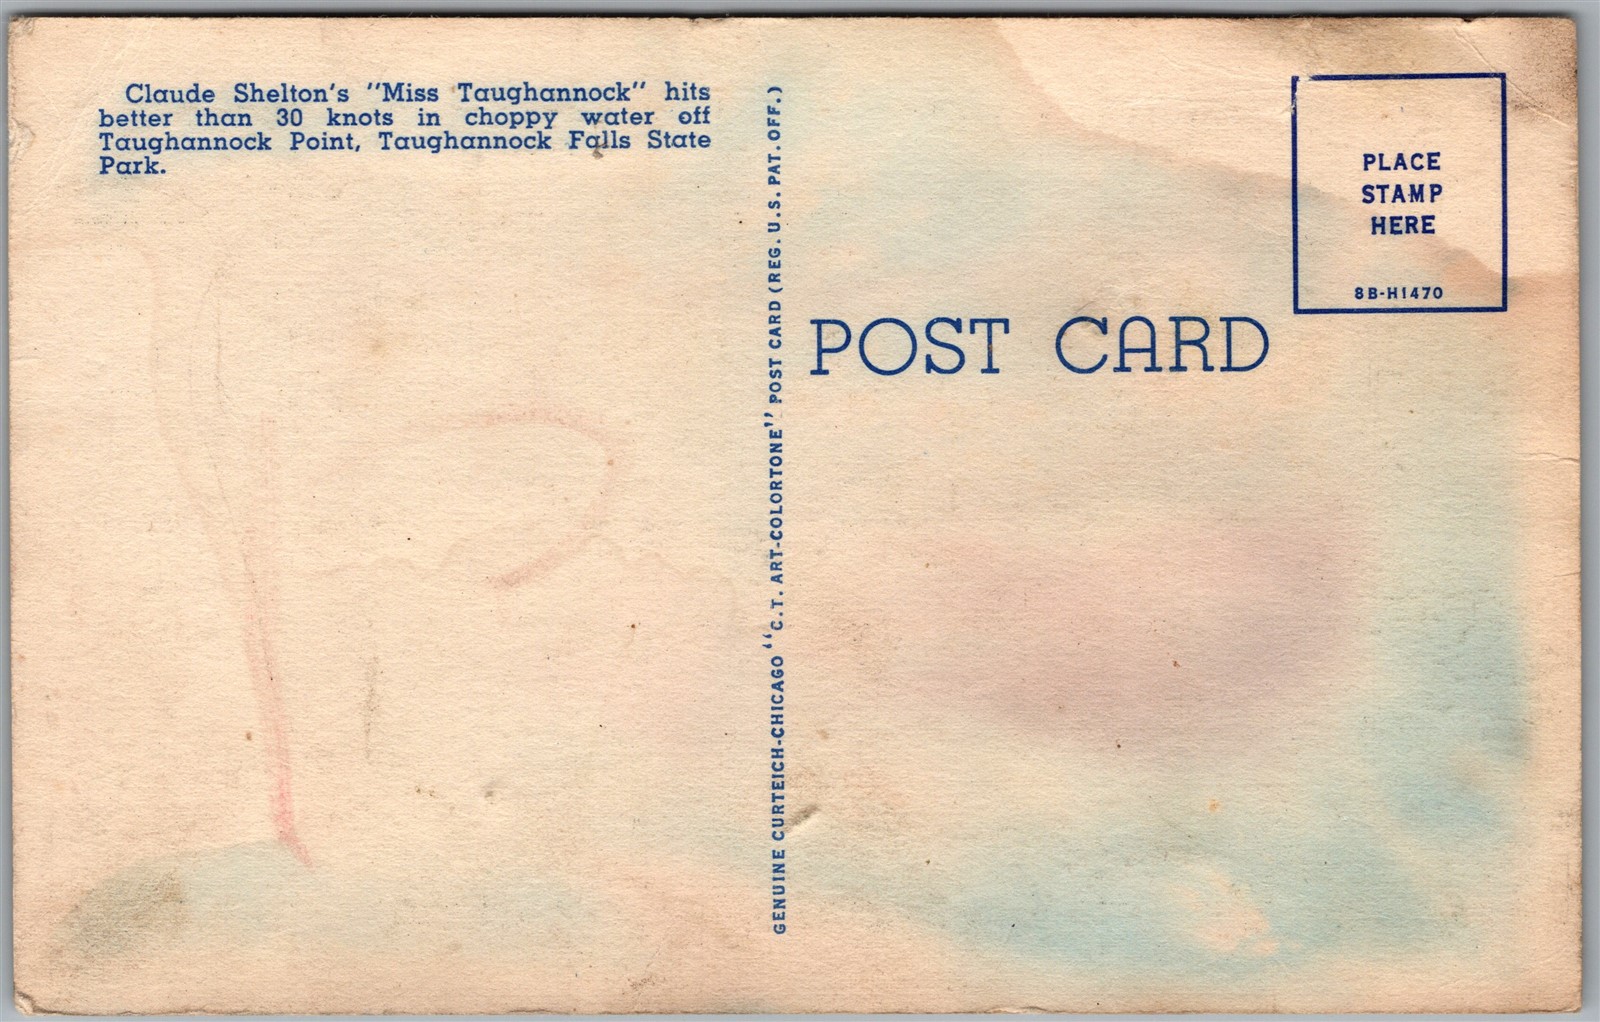 Claude Shelton's "Miss Taughannock" hits
better than 30 knots in choppy water off
Taughannock Point, Taughannock Falls State
Park.
GENUINE CURTEICH-CHICAGO "C.T. ART-COLORTONE" POST CARD (REG. U.S. PAT. OFF.)
POST CARD
PLACE
STAMP
HERE
8B-H1470